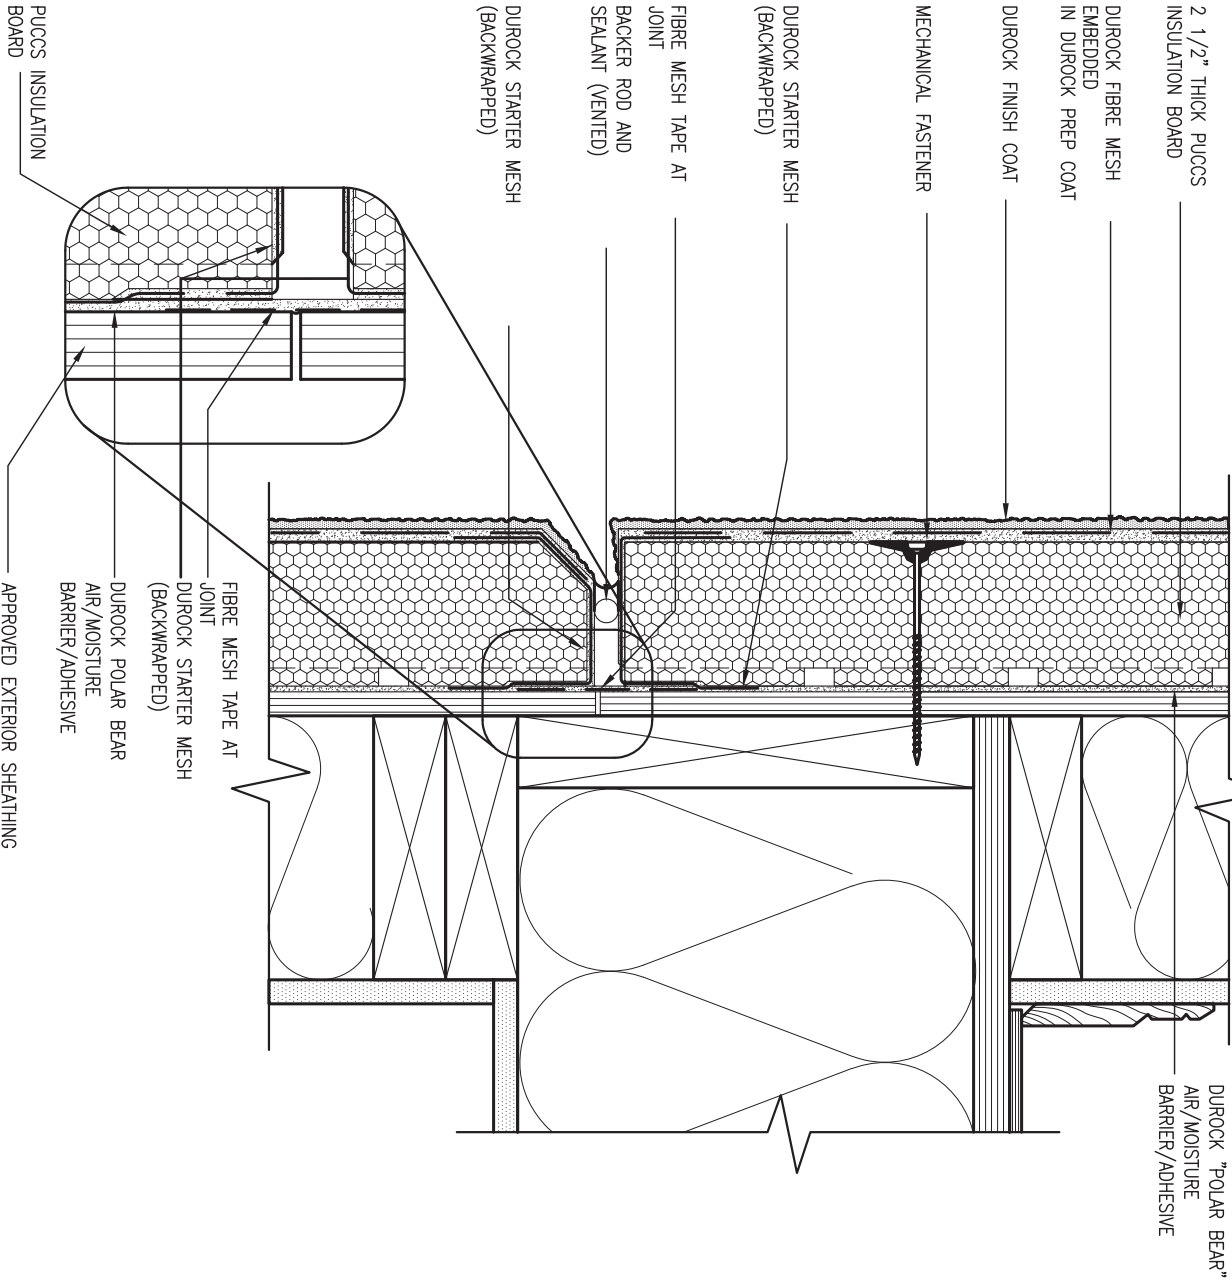 2 1/2" THICK PUCCS
INSULATION BOARD
DUROCK FIBRE MESH
EMBEDDED
IN DUROCK PREP COAT
DUROCK FINISH COAT
MECHANICAL FASTENER
DUROCK STARTER MESH
(BACKWRAPPED)
FIBRE MESH TAPE AT
JOINT
BACKER ROD AND
SEALANT (VENTED)
DUROCK STARTER MESH
(BACKWRAPPED)
PUCCS INSULATION
BOARD
DUROCK "POLAR BEAR"
AIR/MOISTURE
BARRIER/ADHESIVE
FIBRE MESH TAPE AT
JOINT
DUROCK STARTER MESH
(BACKWRAPPED)
DUROCK POLAR BEAR
AIR/MOISTURE
BARRIER/ADHESIVE
APPROVED EXTERIOR SHEATHING